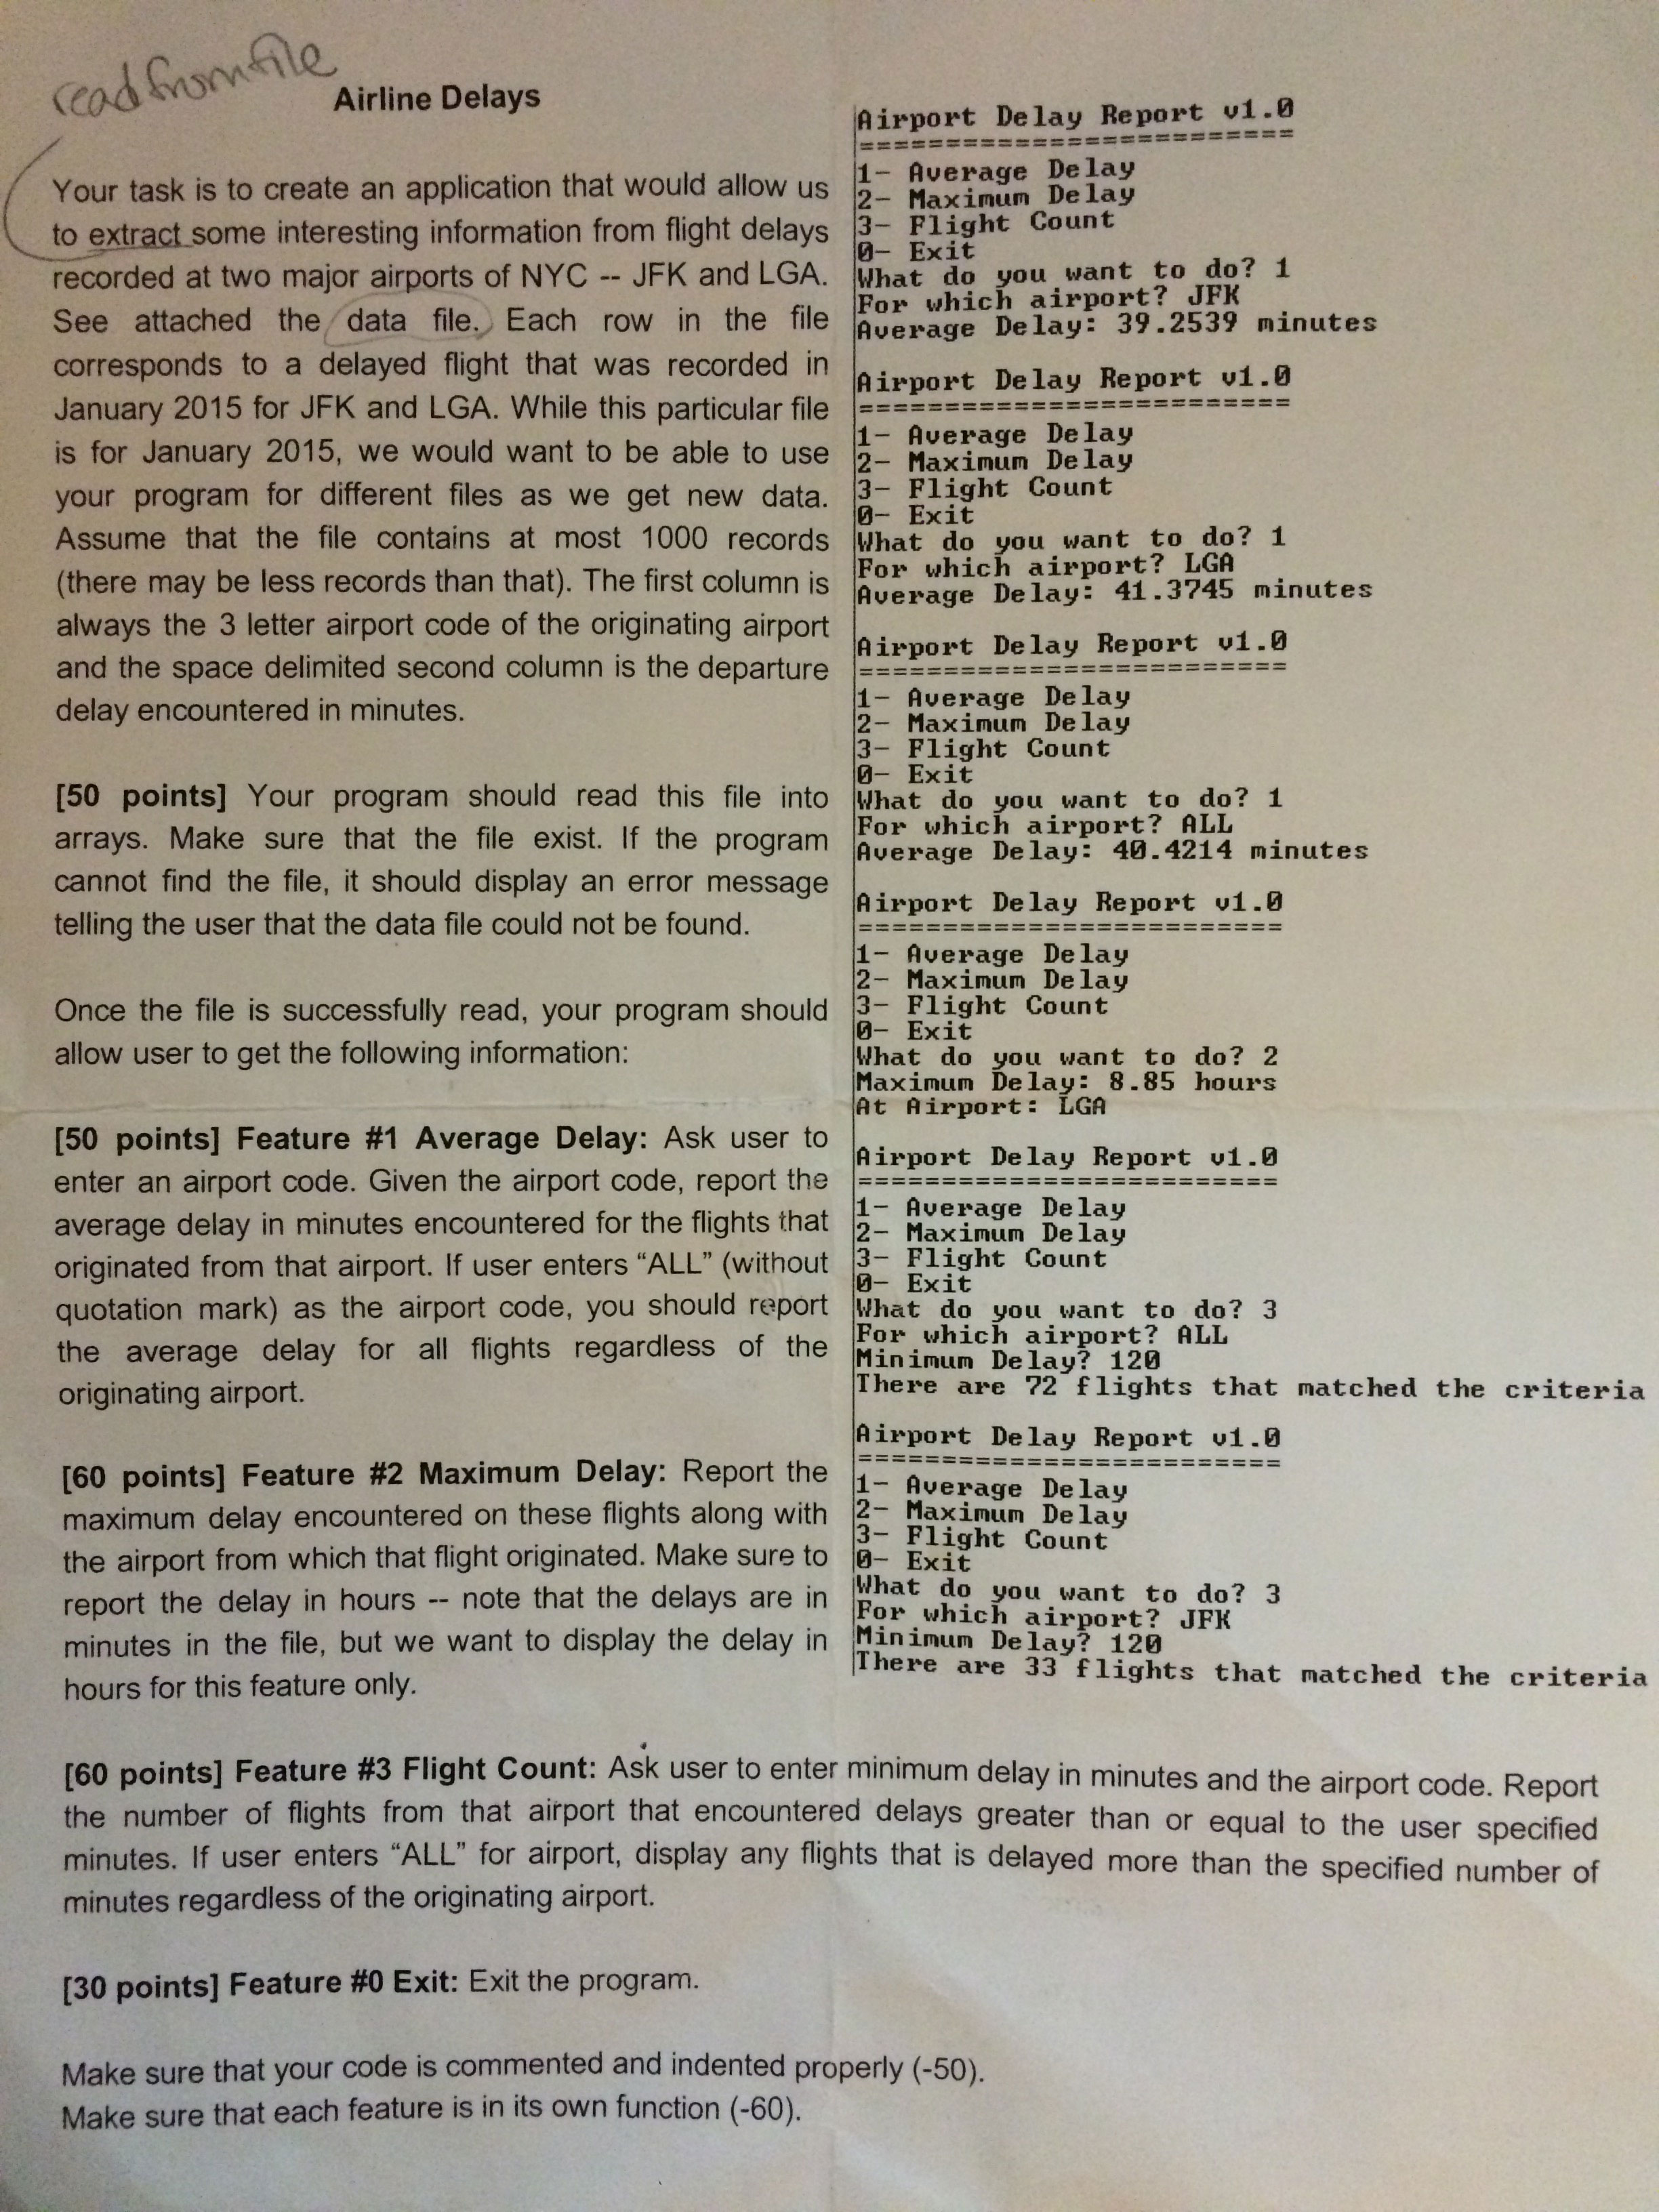 read from file
Airline Delays
Your task is to create an application that would allow us
to extract some interesting information from flight delays
recorded at two major airports of NYC -- JFK and LGA.
See attached the data file. Each row in the file
corresponds to a delayed flight that was recorded in
January 2015 for JFK and LGA. While this particular file
is for January 2015, we would want to be able to use
your program for different files as we get new data.
Assume that the file contains at most 1000 records
(there may be less records than that). The first column is
always the 3 letter airport code of the originating airport
and the space delimited second column is the departure
delay encountered in minutes.
[50 points] Your program should read this file into
arrays. Make sure that the file exist. If the program
cannot find the file, it should display an error message
telling the user that the data file could not be found.
Once the file is successfully read, your program should
allow user to get the following information:
[50 points] Feature #1 Average Delay: Ask user to
enter an airport code. Given the airport code, report the
average delay in minutes encountered for the flights that
originated from that airport. If user enters “ALL” (without
quotation mark) as the airport code, you should report
the average delay for all flights regardless of the
originating airport.
[60 points] Feature #2 Maximum Delay: Report the
maximum delay encountered on these flights along with
the airport from which that flight originated. Make sure to
report the delay in hours -- note that the delays are in
minutes in the file, but we want to display the delay in
hours for this feature only.
Airport Delay Report v1.0
=========================
1- Average Delay
2- Maximum Delay
3- Flight Count
0- Exit
What do you want to do? 1
For which airport? JFK
Average Delay: 39.2539 minutes
Airport Delay Report v1.0
=========================
1- Average Delay
2- Maximum Delay
3- Flight Count
0- Exit
What do you want to do? 1
For which airport? LGA
Average Delay: 41.3745 minutes
Airport Delay Report v1.0
=========================
1- Average Delay
2- Maximum Delay
3- Flight Count
0- Exit
What do you want to do? 1
For which airport? ALL
Average Delay: 40.4214 minutes
Airport Delay Report v1.0
=========================
1- Average Delay
2- Maximum Delay
3- Flight Count
0- Exit
What do you want to do? 2
Maximum Delay: 8.85 hours
At Airport: LGA
Airport Delay Report v1.0
=========================
1- Average Delay
2- Maximum Delay
3- Flight Count
0- Exit
What do you want to do? 3
For which airport? ALL
Minimum Delay? 120
There are 72 flights that matched the criteria
Airport Delay Report v1.0
=========================
1- Average Delay
2- Maximum Delay
3- Flight Count
0- Exit
What do you want to do? 3
For which airport? JFK
Minimum Delay? 120
There are 33 flights that matched the criteria
[60 points] Feature #3 Flight Count: Ask user to enter minimum delay in minutes and the airport code. Report
the number of flights from that airport that encountered delays greater than or equal to the user specified
minutes. If user enters “ALL” for airport, display any flights that is delayed more than the specified number of
minutes regardless of the originating airport.
[30 points] Feature #0 Exit: Exit the program.
Make sure that your code is commented and indented properly (-50).
Make sure that each feature is in its own function (-60).